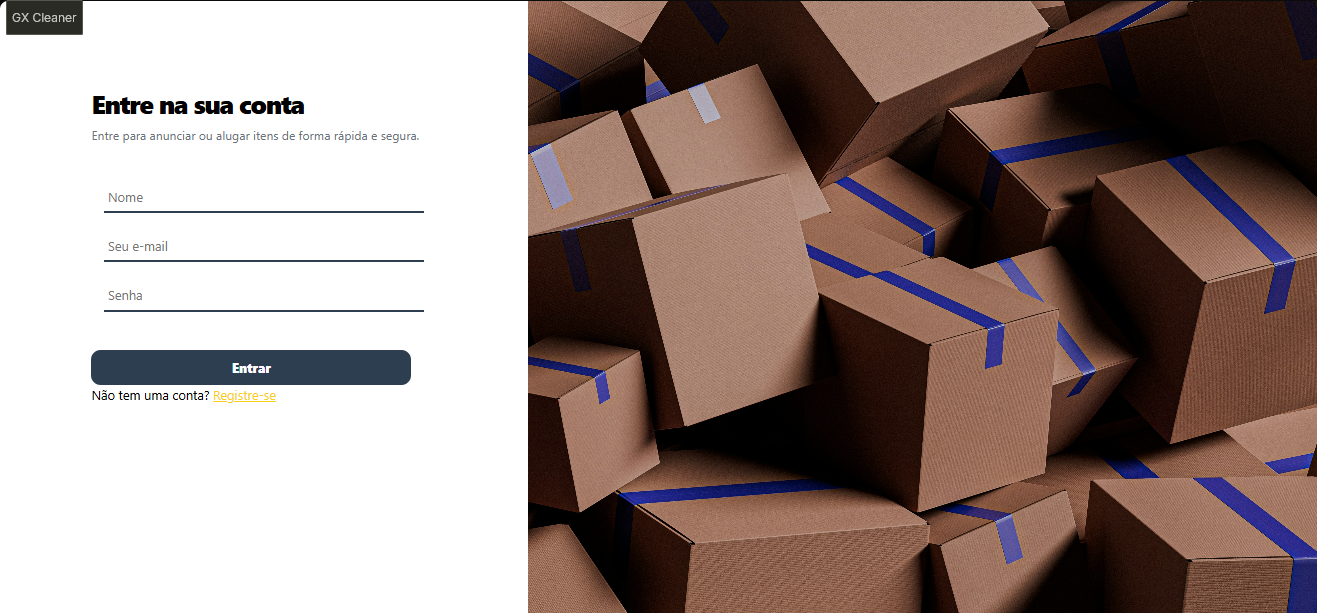 GX Cleaner
Entre na sua conta
Entre para anunciar ou alugar itens de forma rápida e segura.
Nome
Seu e-mail
Senha
Entrar
Não tem uma conta? Registre-se